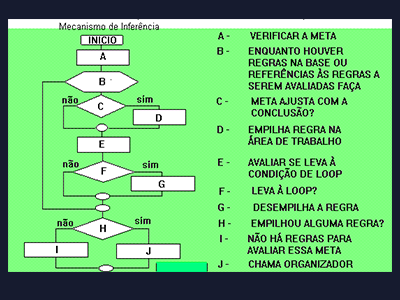 Mecanismo de Inferência
INÍCIO
A
B
não
C
sim
D
E
não
F
sim
G
não
H
sim
I
J
A - VERIFICAR A META
B - ENQUANTO HOUVER
REGRAS NA BASE OU
REFERÊNCIAS ÀS REGRAS A
SEREM AVALIADAS FAÇA
C - META AJUSTA COM A
CONCLUSÃO?
D - EMPILHA REGRA NA
ÁREA DE TRABALHO
E - AVALIAR SE LEVA À
CONDIÇÃO DE LOOP
F - LEVA À LOOP?
G - DESEMPILHA A REGRA
H - EMPILHOU ALGUMA REGRA?
I - NÃO HÁ REGRAS PARA
AVALIAR ESSA META
J - CHAMA ORGANIZADOR